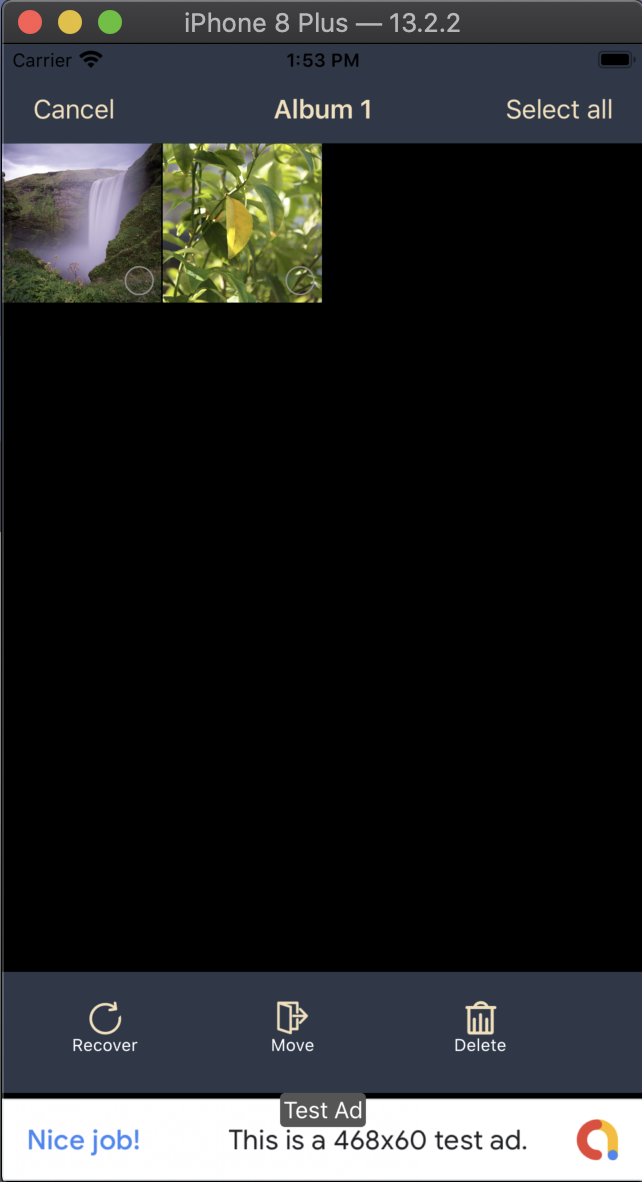 iPhone 8 Plus — 13.2.2
Carrier 1:53 PM
Cancel Album 1 Select all
Recover Move Delete
Test Ad
Nice job! This is a 468x60 test ad.